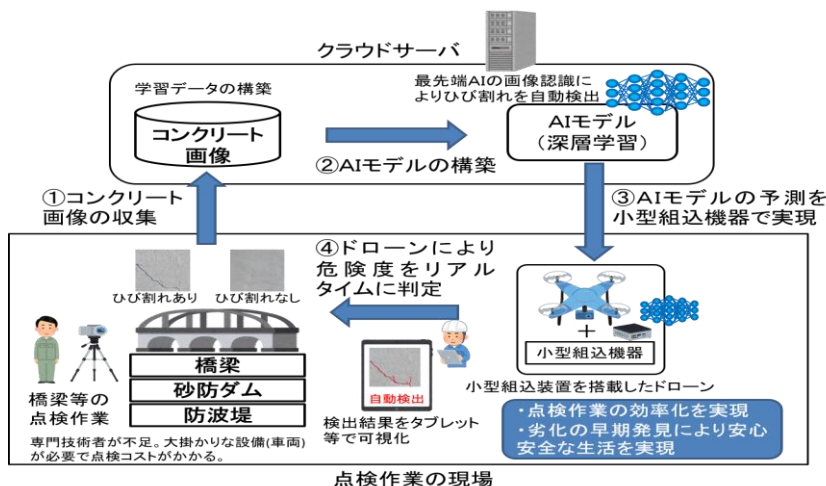 クラウドサーバ
学習データの構築
コンクリート
画像
②AIモデルの構築
最先端AIの画像認識に
よりひび割れを自動検出
AIモデル
(深層学習)
①コンクリート
画像の収集
③AIモデルの予測を
小型組込機器で実現
ひび割れあり
ひび割れなし
④ドローンにより
危険度をリアル
タイムに判定
橋梁
砂防ダム
防波堤
橋梁等の
点検作業
専門技術者が不足。大掛かりな設備(車両)
が必要で点検コストがかかる。
自動検出
検出結果をタブレット
等で可視化
+
小型組込機器
小型組込装置を搭載したドローン
・点検作業の効率化を実現
・劣化の早期発見により安心
安全な生活を実現
点検作業の現場